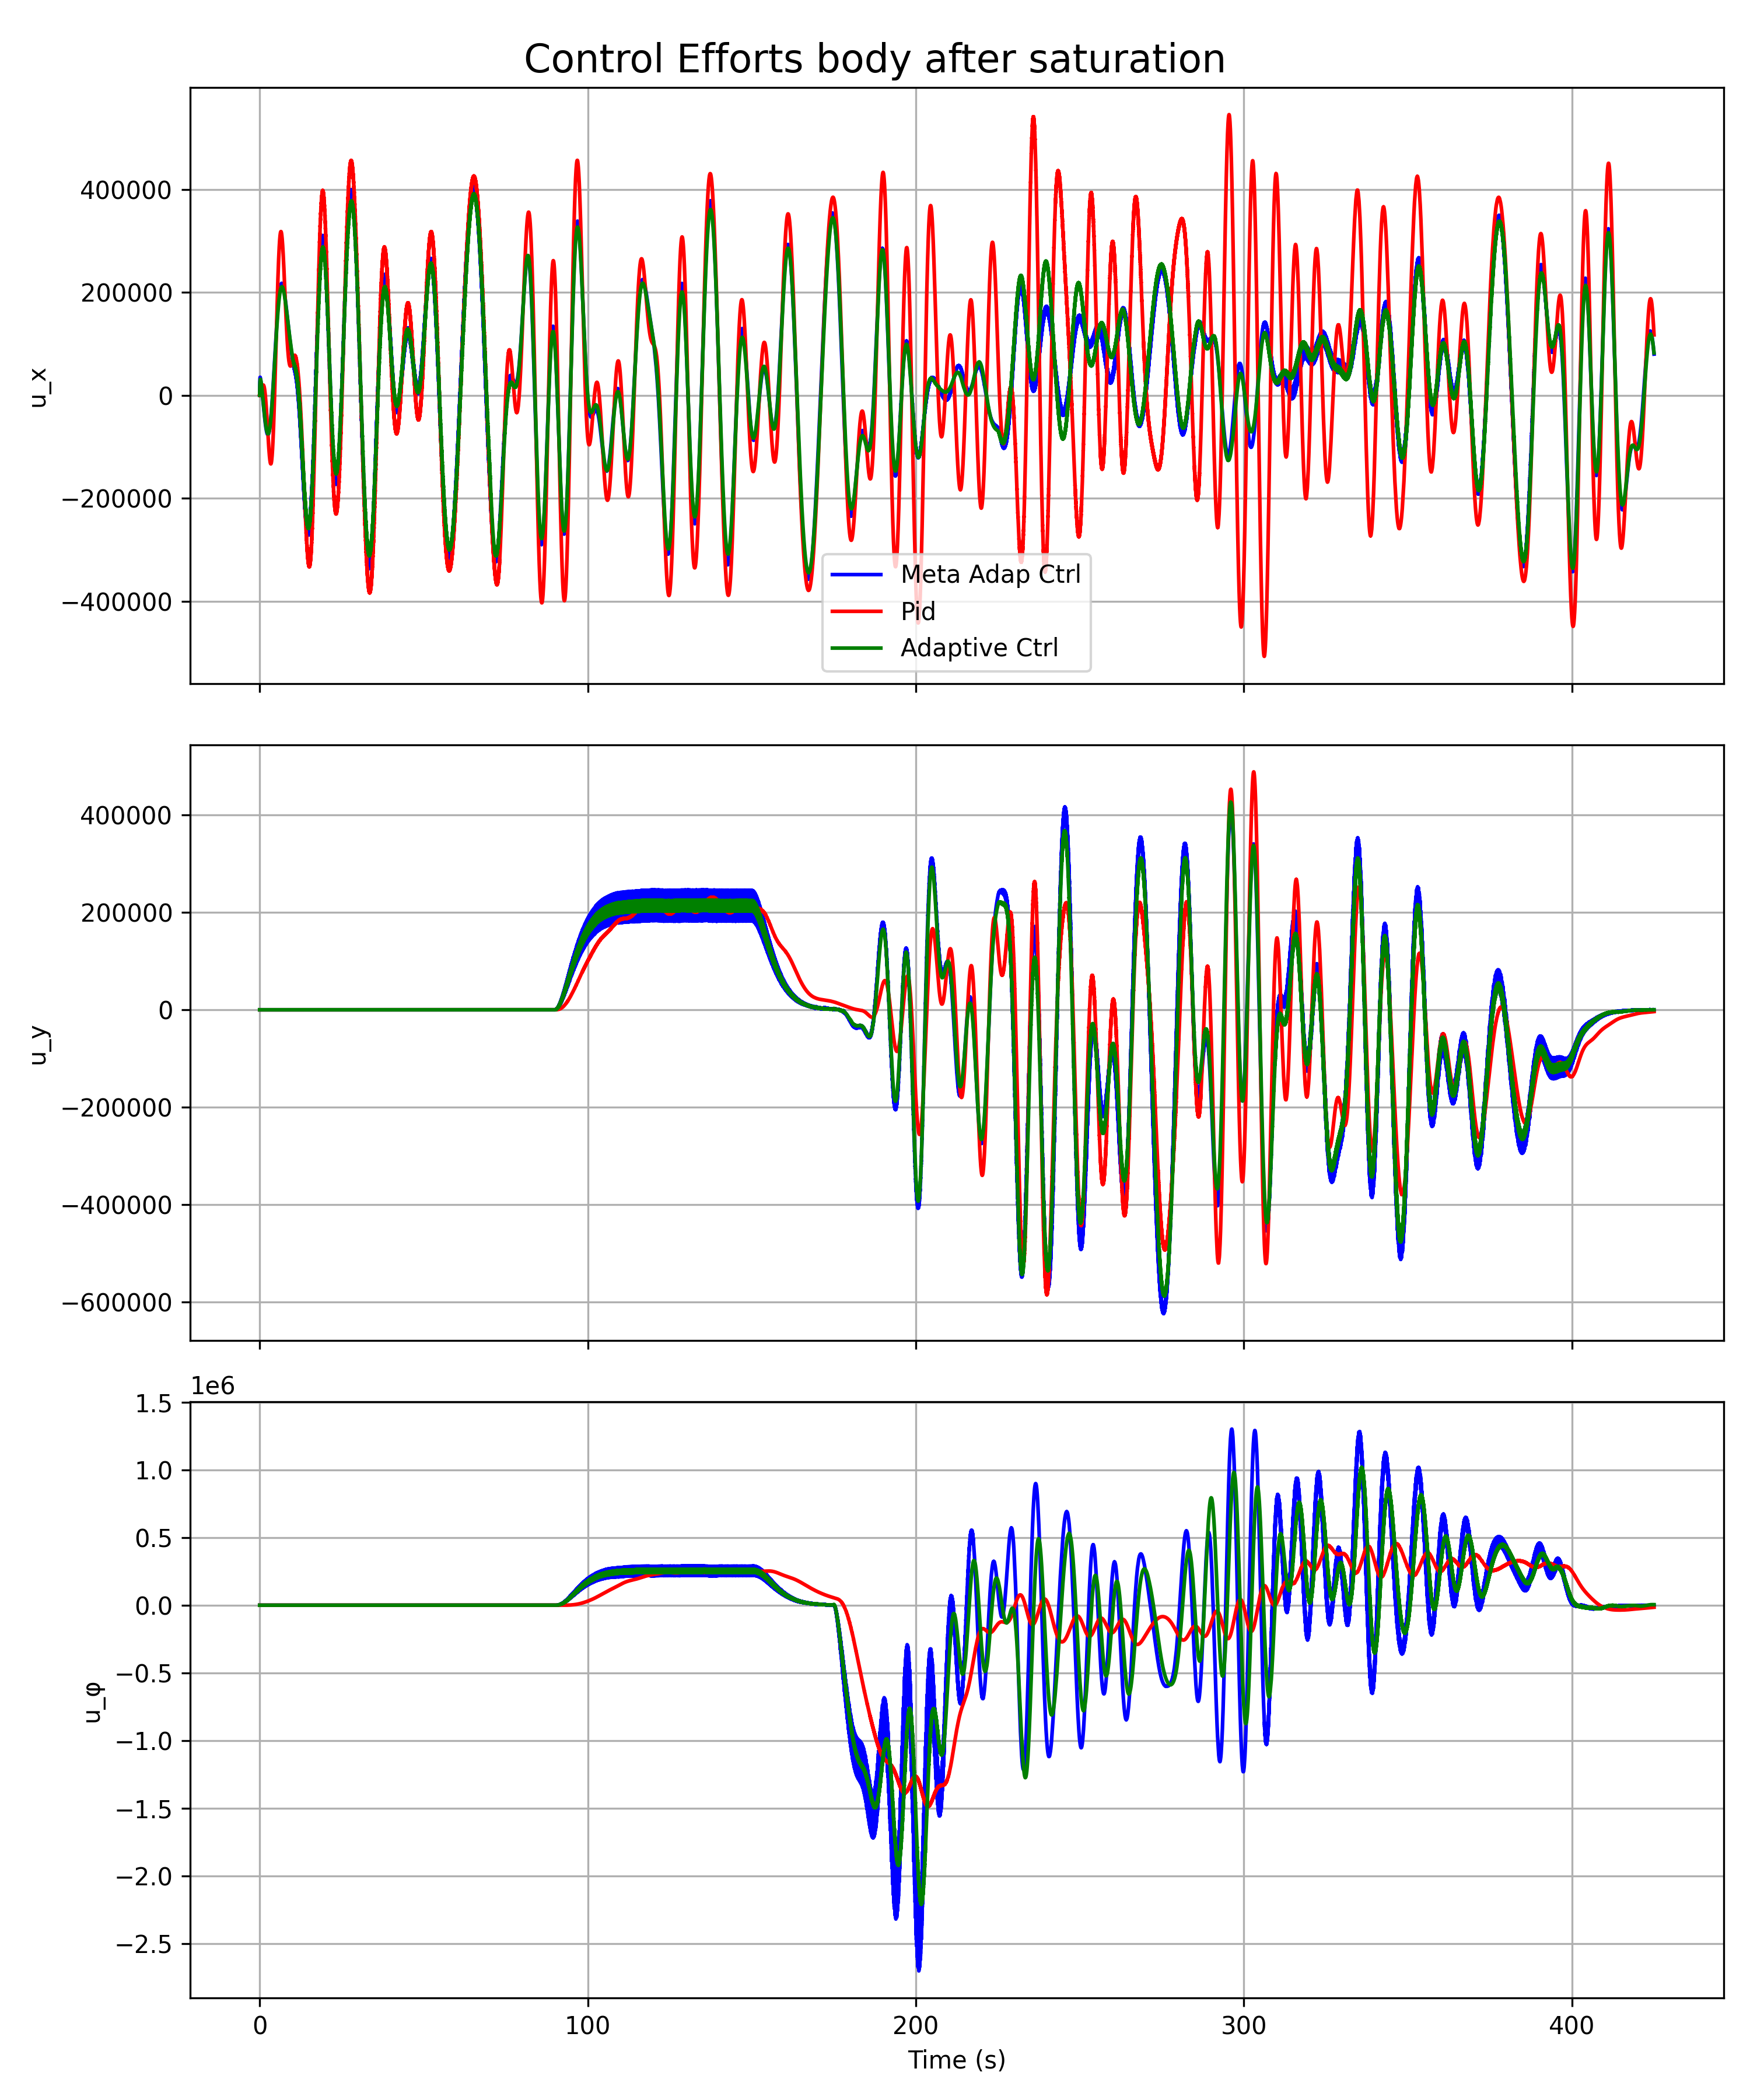 Control Efforts body after saturation
400000
200000
0
−200000
−400000
u_x
Meta Adap Ctrl
Pid
Adaptive Ctrl
400000
200000
0
−200000
−400000
−600000
u_y
1e6
1.5
1.0
0.5
0.0
−0.5
−1.0
−1.5
−2.0
−2.5
u_φ
0 100 200 300 400
Time (s)